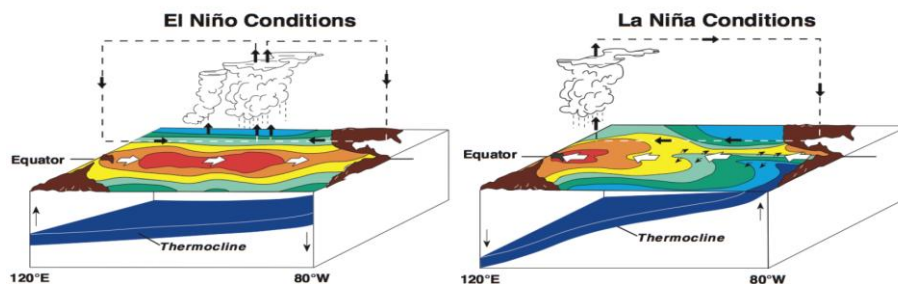 El Niño Conditions
Equator
Thermocline
120°E
80°W
La Niña Conditions
Equator
Thermocline
120°E
80°W